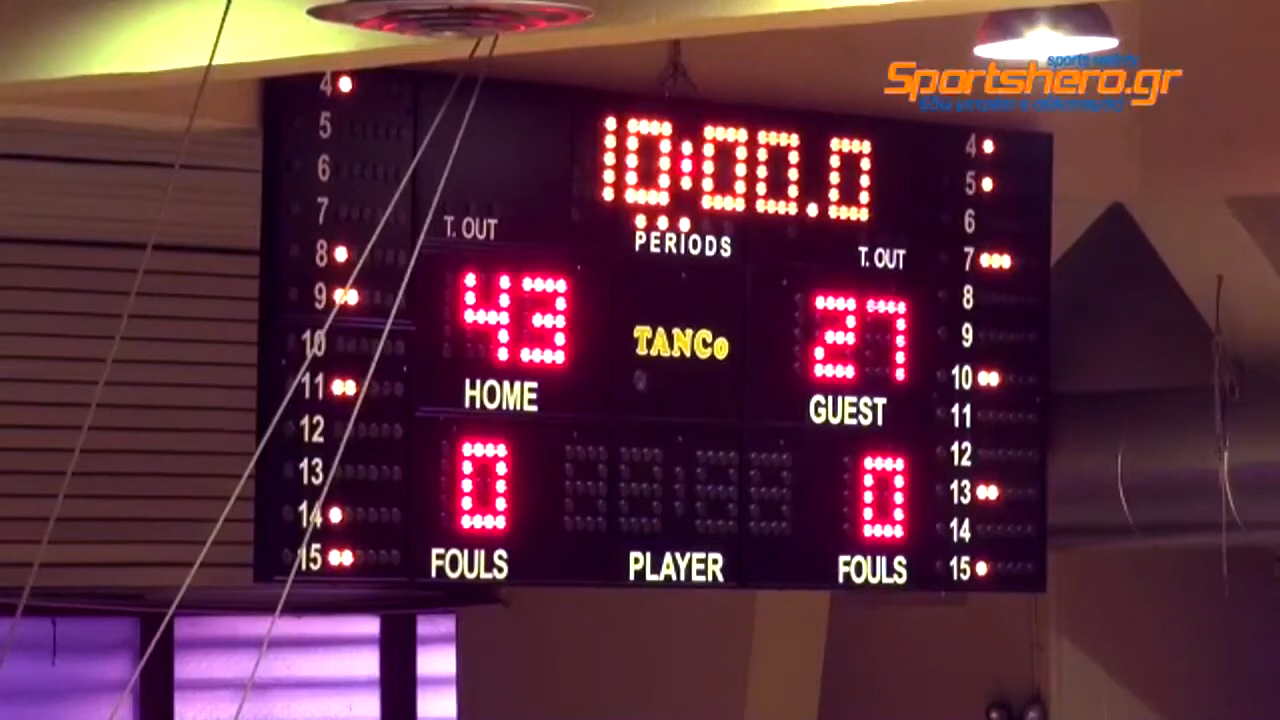 Sportshero.gr
10:00.0
PERIODS
T. OUT
T. OUT
43
27
HOME
TANCo
GUEST
0
0
FOULS
PLAYER
FOULS
4
5
6
7
8
9
10
11
12
13
14
15
4
5
6
7
8
9
10
11
12
13
14
15